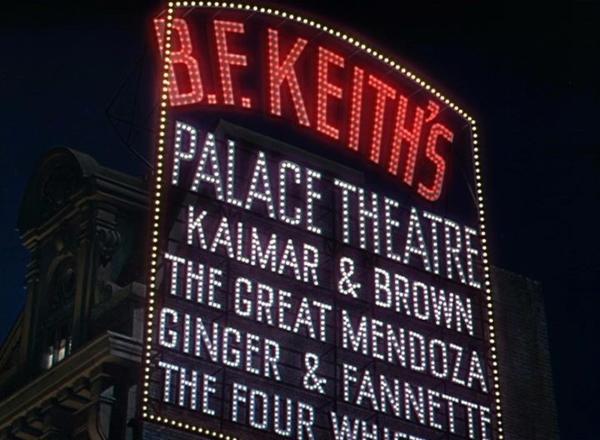 B.F. KEITH'S
PALACE THEATRE
KALMAR & BROWN
THE GREAT MENDOZA
GINGER & FANNETTE
THE FOUR